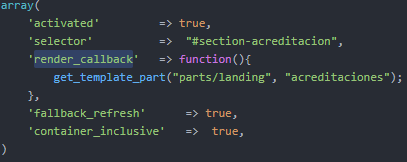 array(
'activated' => true,
'selector' => "#section-acreditacion",
'render_callback' => function(){
get_template_part("parts/landing", "acreditaciones");
},
'fallback_refresh' => true,
'container_inclusive' => true,
)